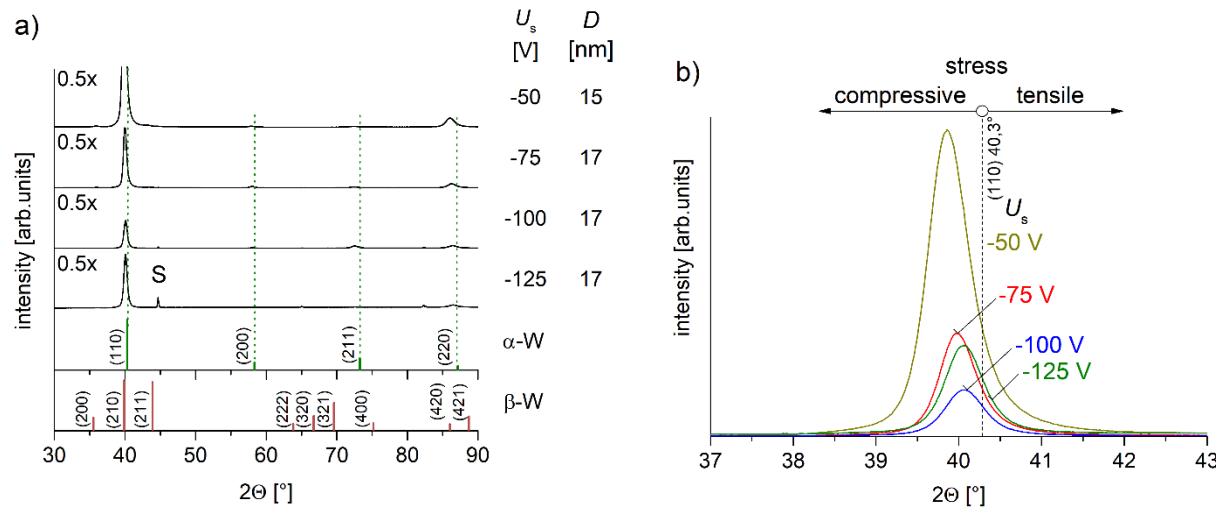 a)
U_s D
[V] [nm]
0.5x -50 15
0.5x -75 17
0.5x -100 17
0.5x S -125 17
(110) (200) (211) (220) α-W
(200) (210) (211) (222) (320) (321) (400) (420) (421) β-W
30 40 50 60 70 80 90
2Θ [°]
intensity [arb.units]
b)
stress
compressive tensile
(110) 40,3°
U_s
-50 V
-75 V
-100 V
-125 V
37 38 39 40 41 42 43
2Θ [°]
intensity [arb.units]